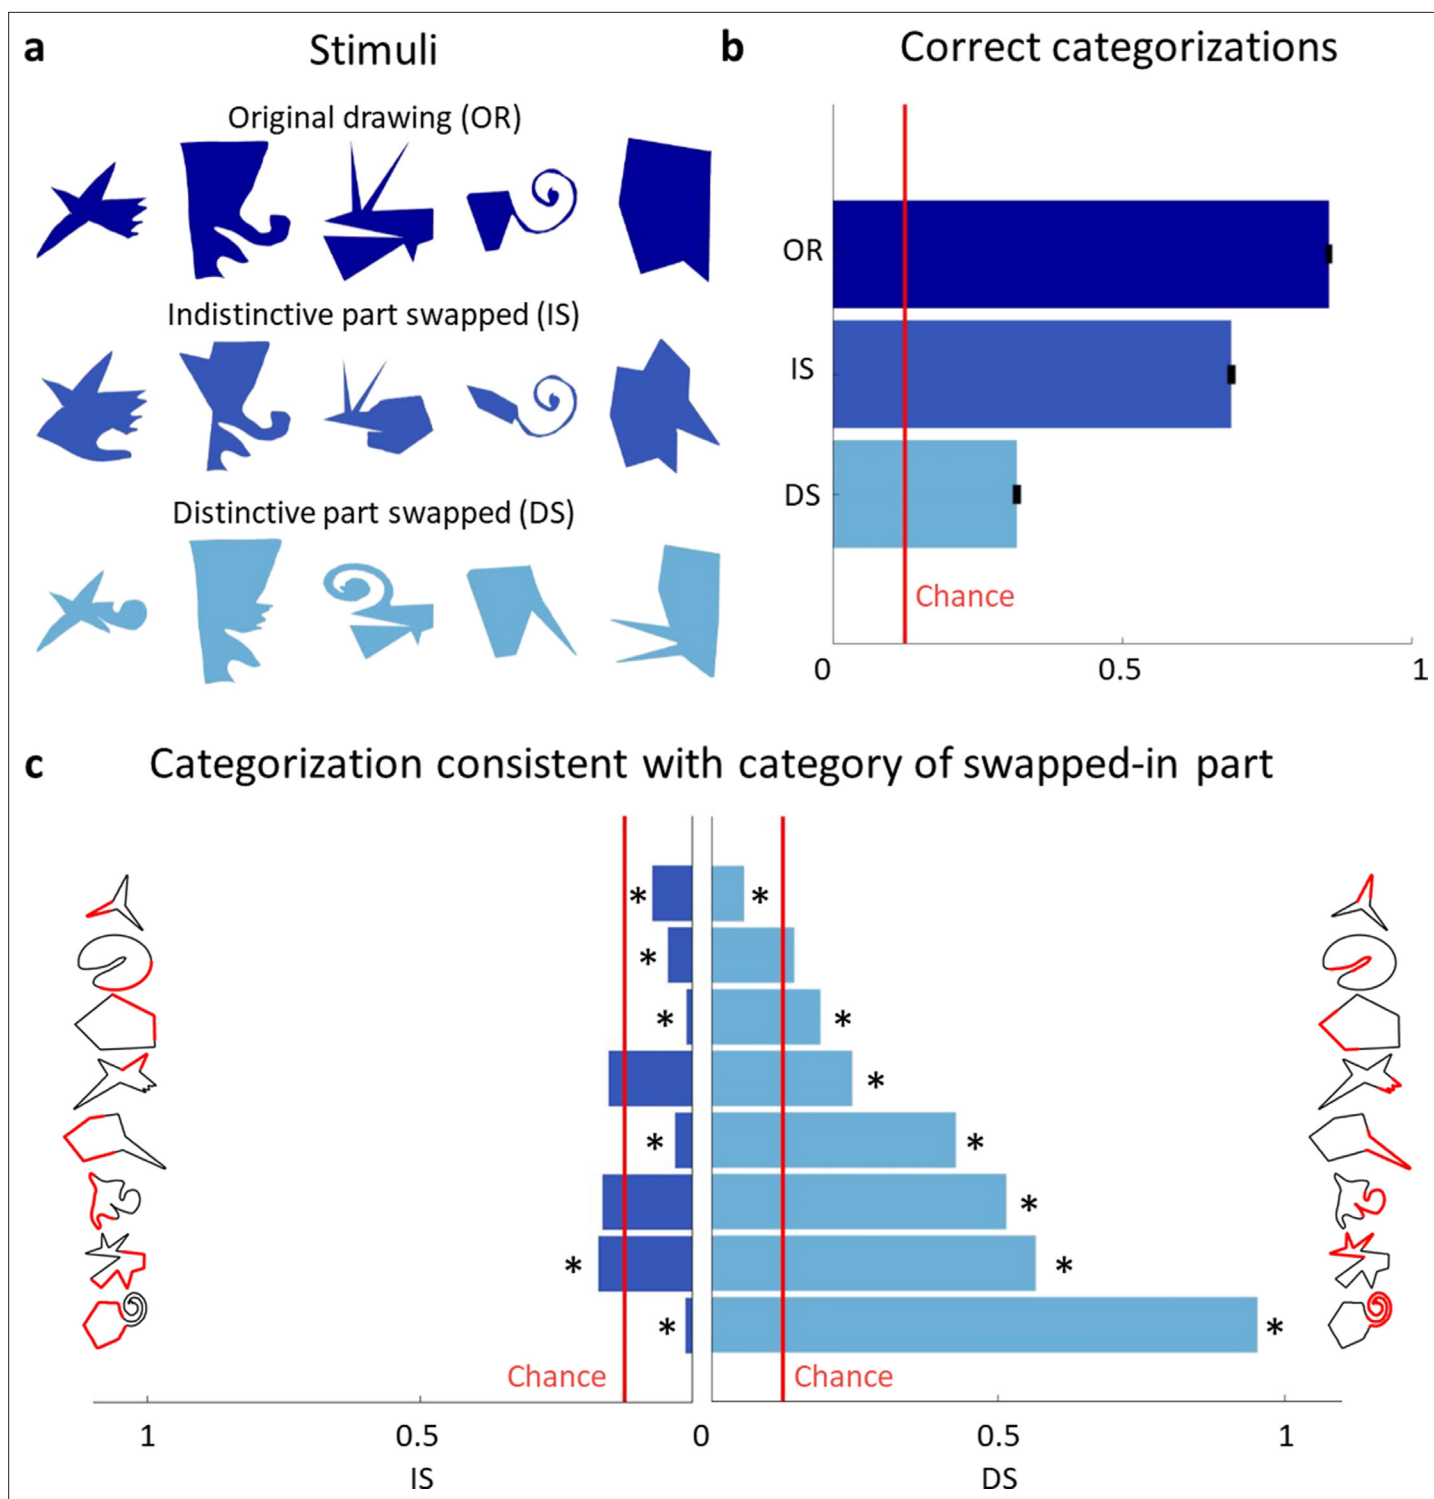 a
Stimuli
Original drawing (OR)
Indistinctive part swapped (IS)
Distinctive part swapped (DS)
b
Correct categorizations
OR
IS
DS
Chance
0 0.5 1
c
Categorization consistent with category of swapped-in part
*
*
*
*
*
*
*
*
*
*
*
*
*
Chance Chance
1 0.5 0 0.5 1
IS DS